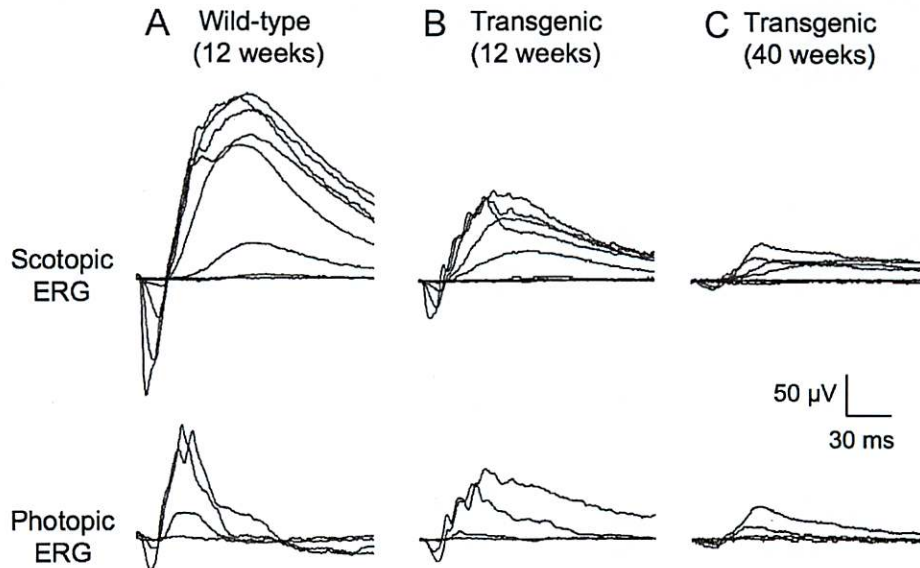 A Wild-type
(12 weeks)
B Transgenic
(12 weeks)
C Transgenic
(40 weeks)
Scotopic
ERG
50 µV
30 ms
Photopic
ERG